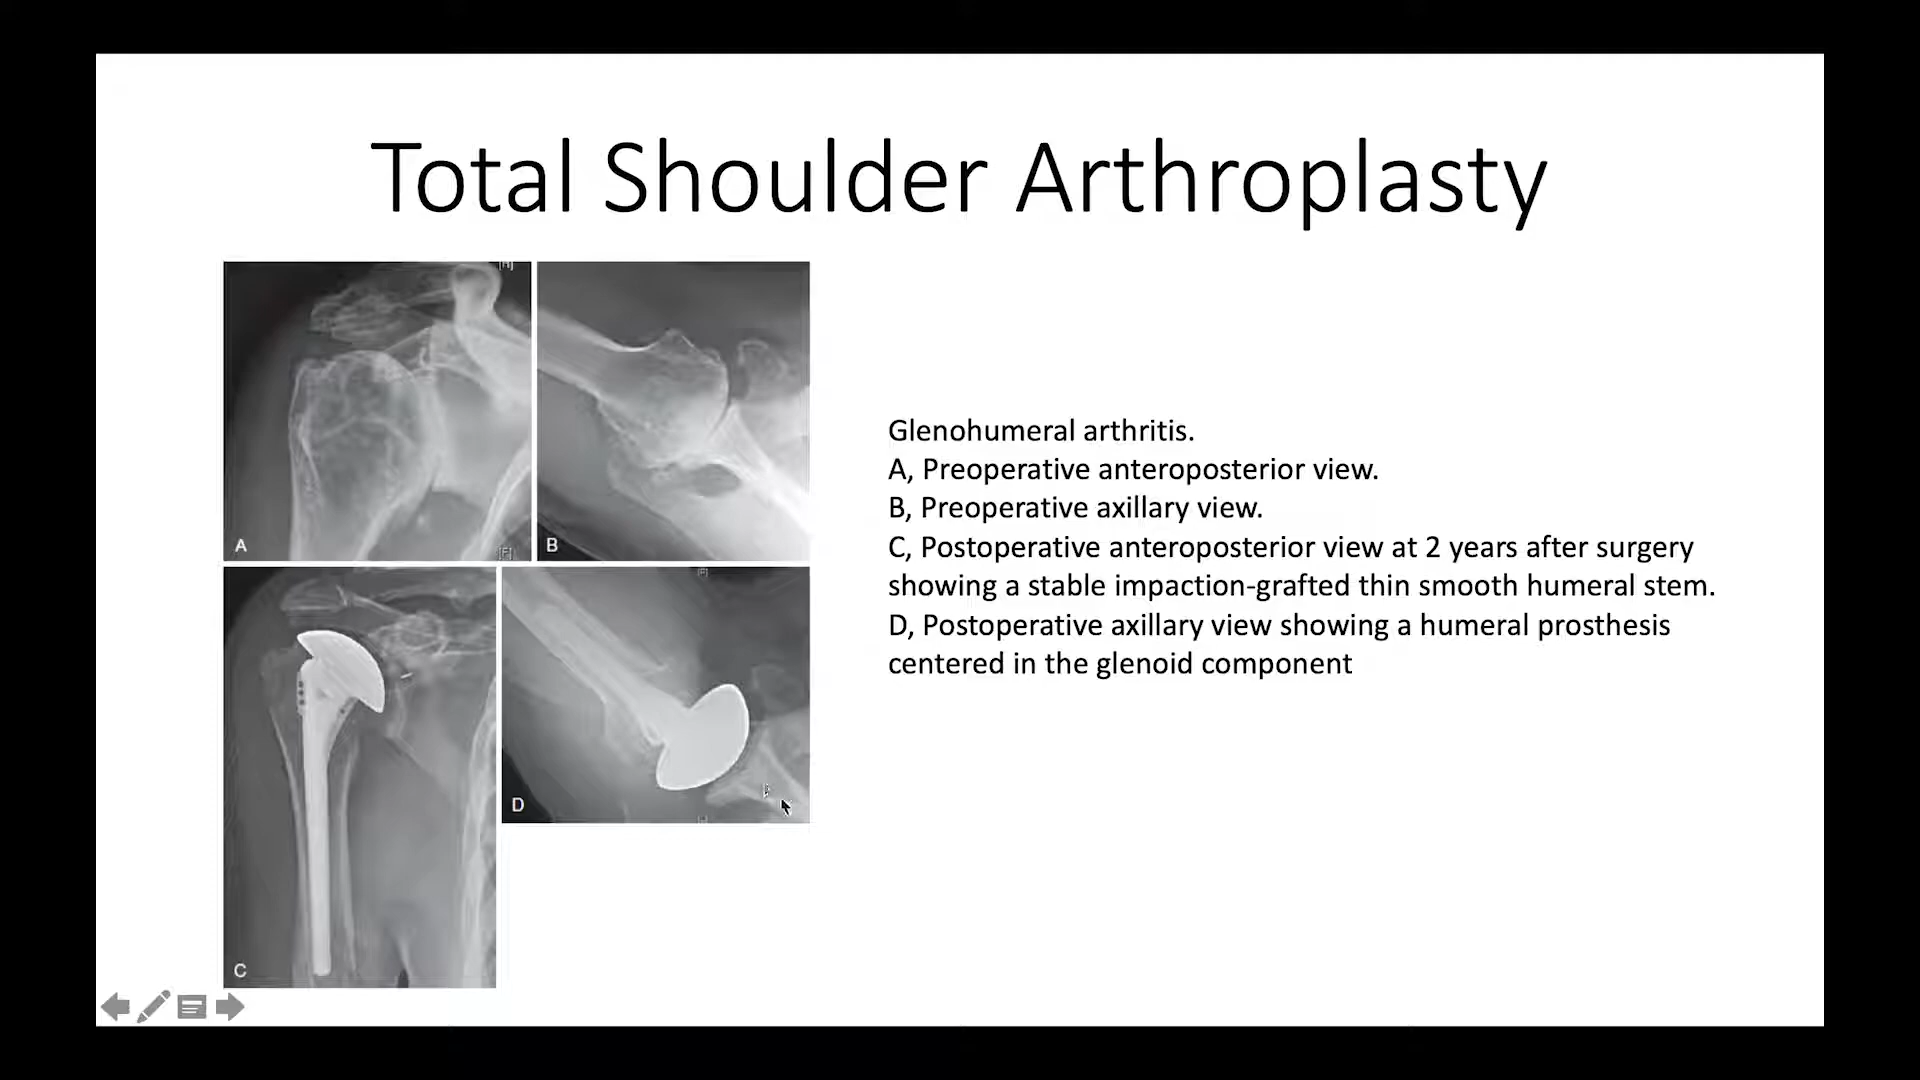 Total Shoulder Arthroplasty
[H]
A
[F]
B
C
D
Glenohumeral arthritis.
A, Preoperative anteroposterior view.
B, Preoperative axillary view.
C, Postoperative anteroposterior view at 2 years after surgery
showing a stable impaction-grafted thin smooth humeral stem.
D, Postoperative axillary view showing a humeral prosthesis
centered in the glenoid component